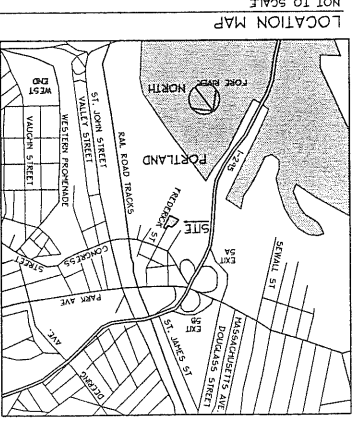 LOCATION MAP
NOT TO SCALE
WEST
END
VAUGHN STREET
WESTERN PROMENADE
VALLEY STREET
ST. JOHN STREET
RAIL ROAD TRACKS
NORTH
FORE RIVER
PORTLAND
I-295
FREDERICK
ST.
SITE
CONGRESS
STREET
PARK AVE
EXIT
5A
SEWALL ST
EXIT
5B
ST. JAMES ST
MASSACHUSETTS AVE
DOUGLASS STREET
DEERING
AVE.